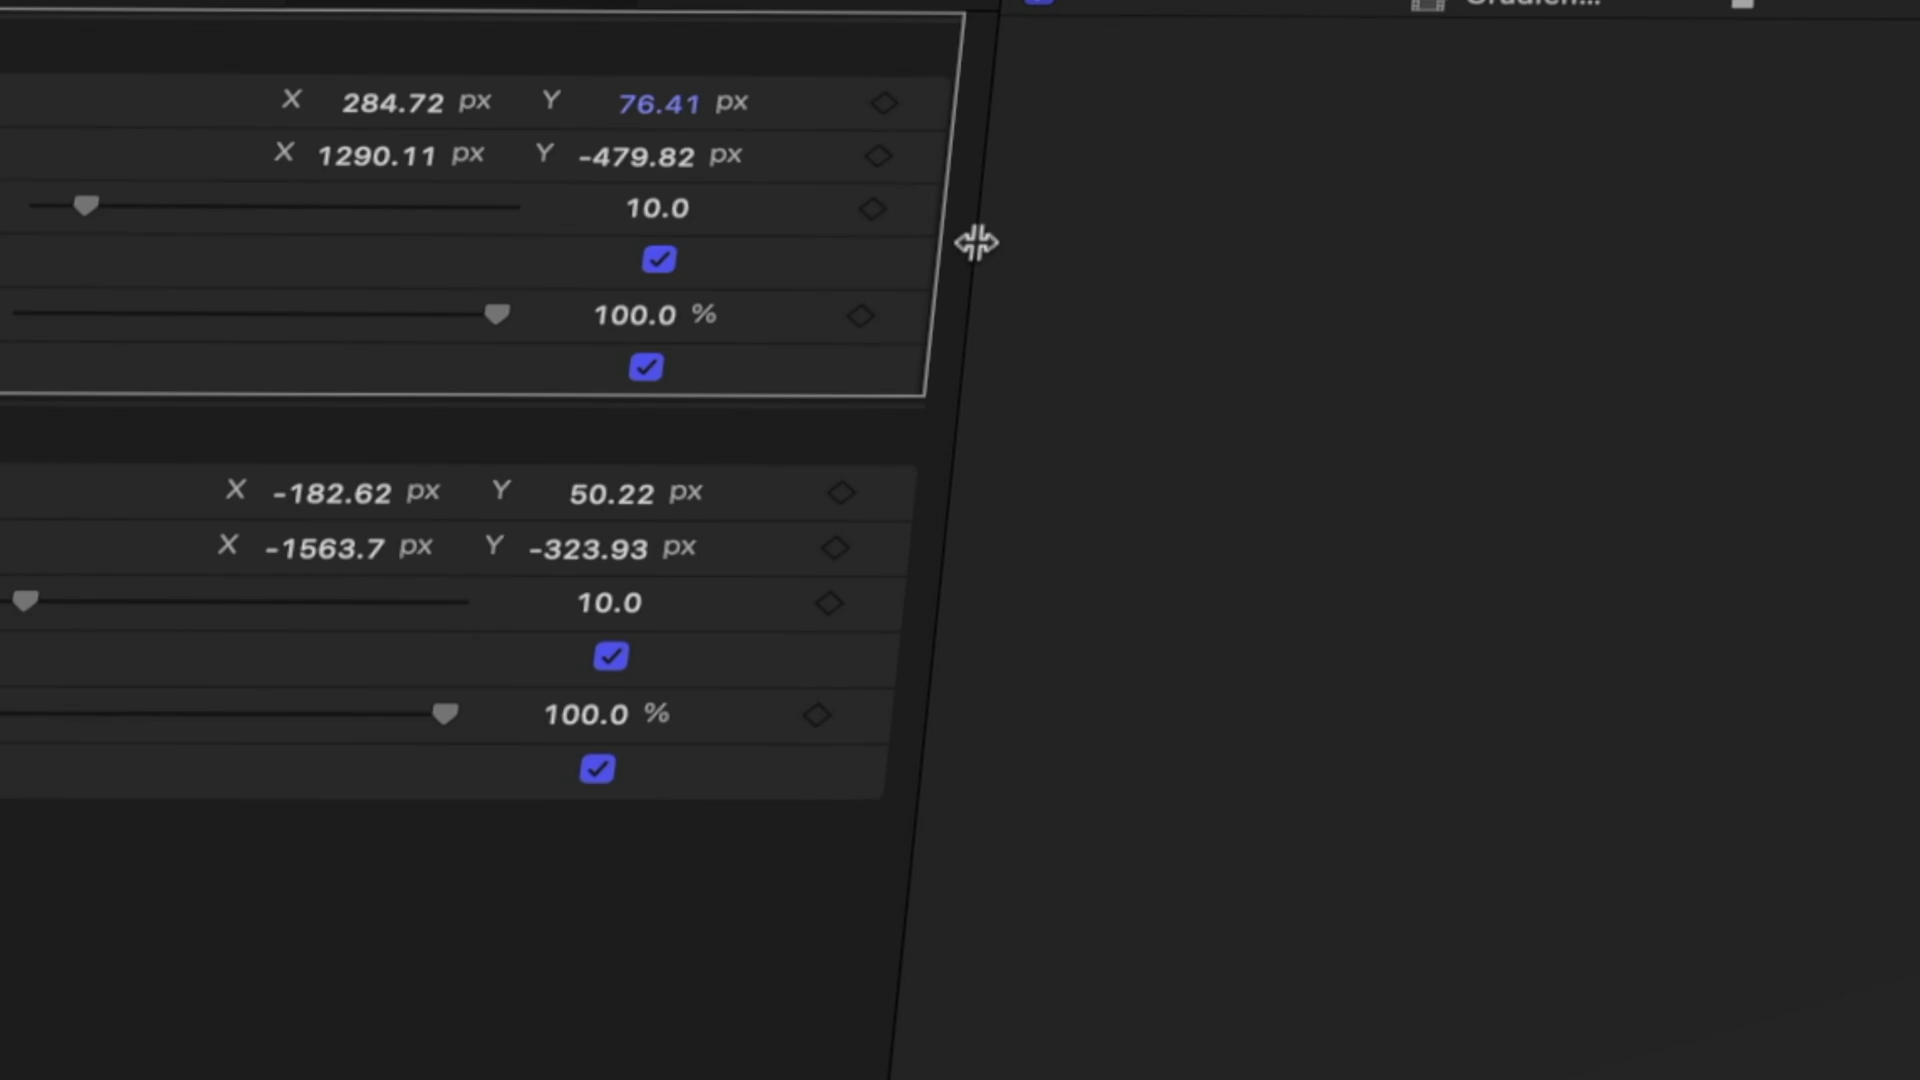 Gradien...
X 284.72 px Y 76.41 px
X 1290.11 px Y -479.82 px
10.0
100.0 %
X -182.62 px Y 50.22 px
X -1563.7 px Y -323.93 px
10.0
100.0 %